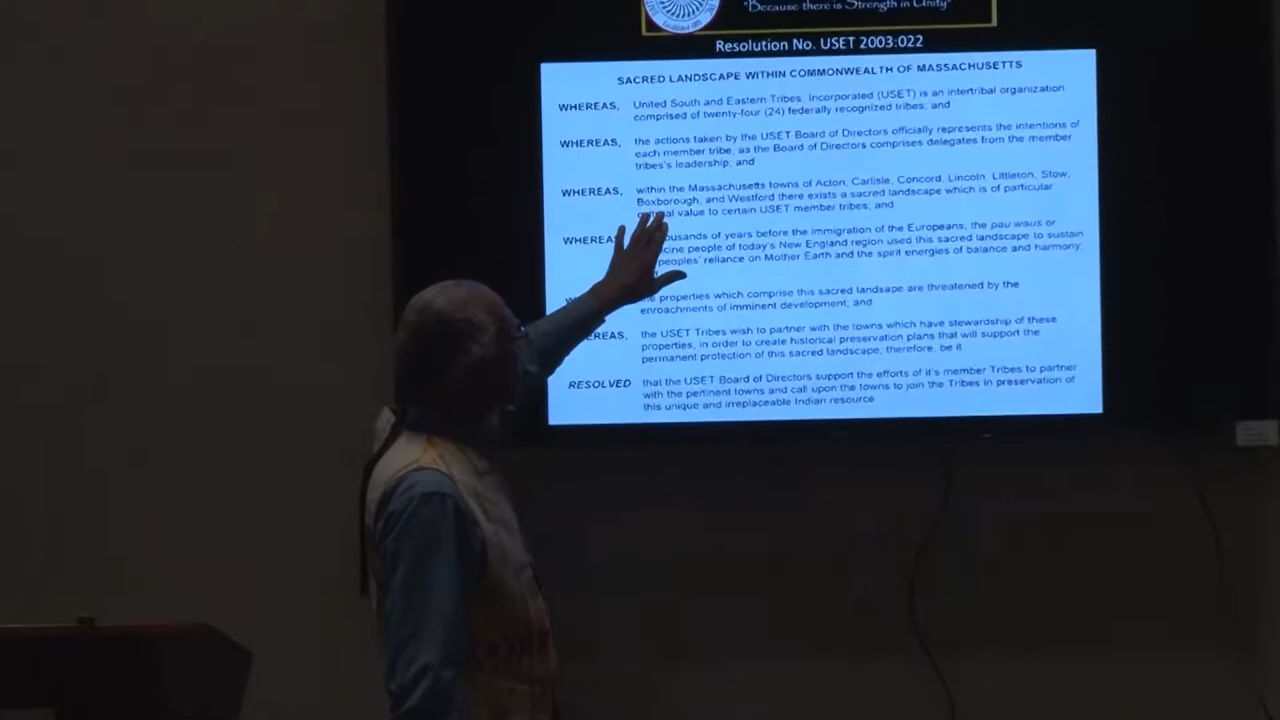 "Because there is Strength in Unity"
Resolution No. USET 2003:022
SACRED LANDSCAPE WITHIN COMMONWEALTH OF MASSACHUSETTS
WHEREAS, United South and Eastern Tribes, Incorporated (USET) is an intertribal organization
comprised of twenty-four (24) federally recognized tribes; and
WHEREAS, the actions taken by the USET Board of Directors officially represents the intentions of
each member tribe, as the Board of Directors comprises delegates from the member
tribes's leadership; and
WHEREAS, within the Massachusetts towns of Acton, Carlisle, Concord, Lincoln, Littleton, Stow,
Boxborough, and Westford there exists a sacred landscape which is of particular
cultural value to certain USET member tribes; and
WHEREAS ousands of years before the immigration of the Europeans, the pau waus or
cine people of today's New England region used this sacred landscape to sustain
peoples' reliance on Mother Earth and the spirit energies of balance and harmony;
properties which comprise this sacred landsape are threatened by the
enroachments of imminent development; and
EREAS, the USET Tribes wish to partner with the towns which have stewardship of these
properties, in order to create historical preservation plans that will support the
permanent protection of this sacred landscape, therefore, be it
RESOLVED that the USET Board of Directors support the efforts of it's member Tribes to partner
with the pertinent towns and call upon the towns to join the Tribes in preservation of
this unique and irreplaceable Indian resource